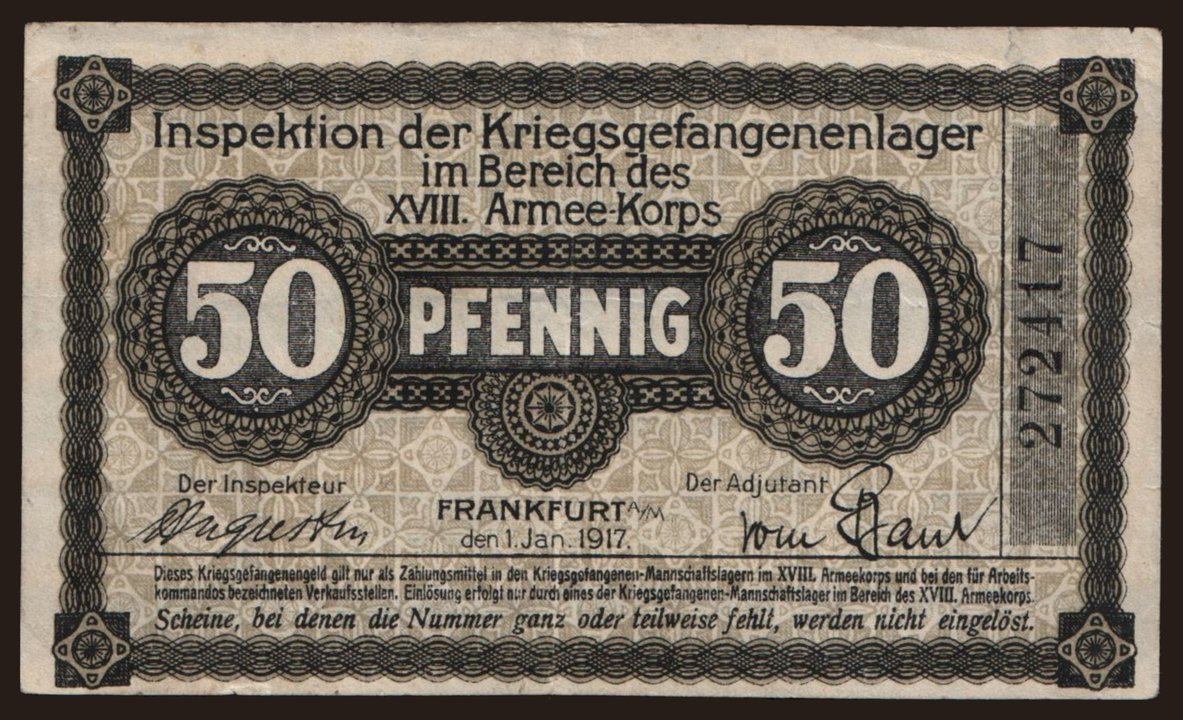 Inspektion der Kriegsgefangenenlager
im Bereich des
XVIII. Armee-Korps
50 PFENNIG 50
272417
Der Inspekteur
Der Adjutant
FRANKFURT A/M
den 1. Jan. 1917.
Dieses Kriegsgefangenengeld gilt nur als Zahlungsmittel in den Kriegsgefangenen-Mannschaftslagern im XVIII. Armeekorps und bei den für Arbeits-
kommandos bezeichneten Verkaufsstellen. Einlösung erfolgt nur durch eines der Kriegsgefangenen-Mannschaftslager im Bereich des XVIII. Armeekorps.
Scheine, bei denen die Nummer ganz oder teilweise fehlt, werden nicht eingelöst.